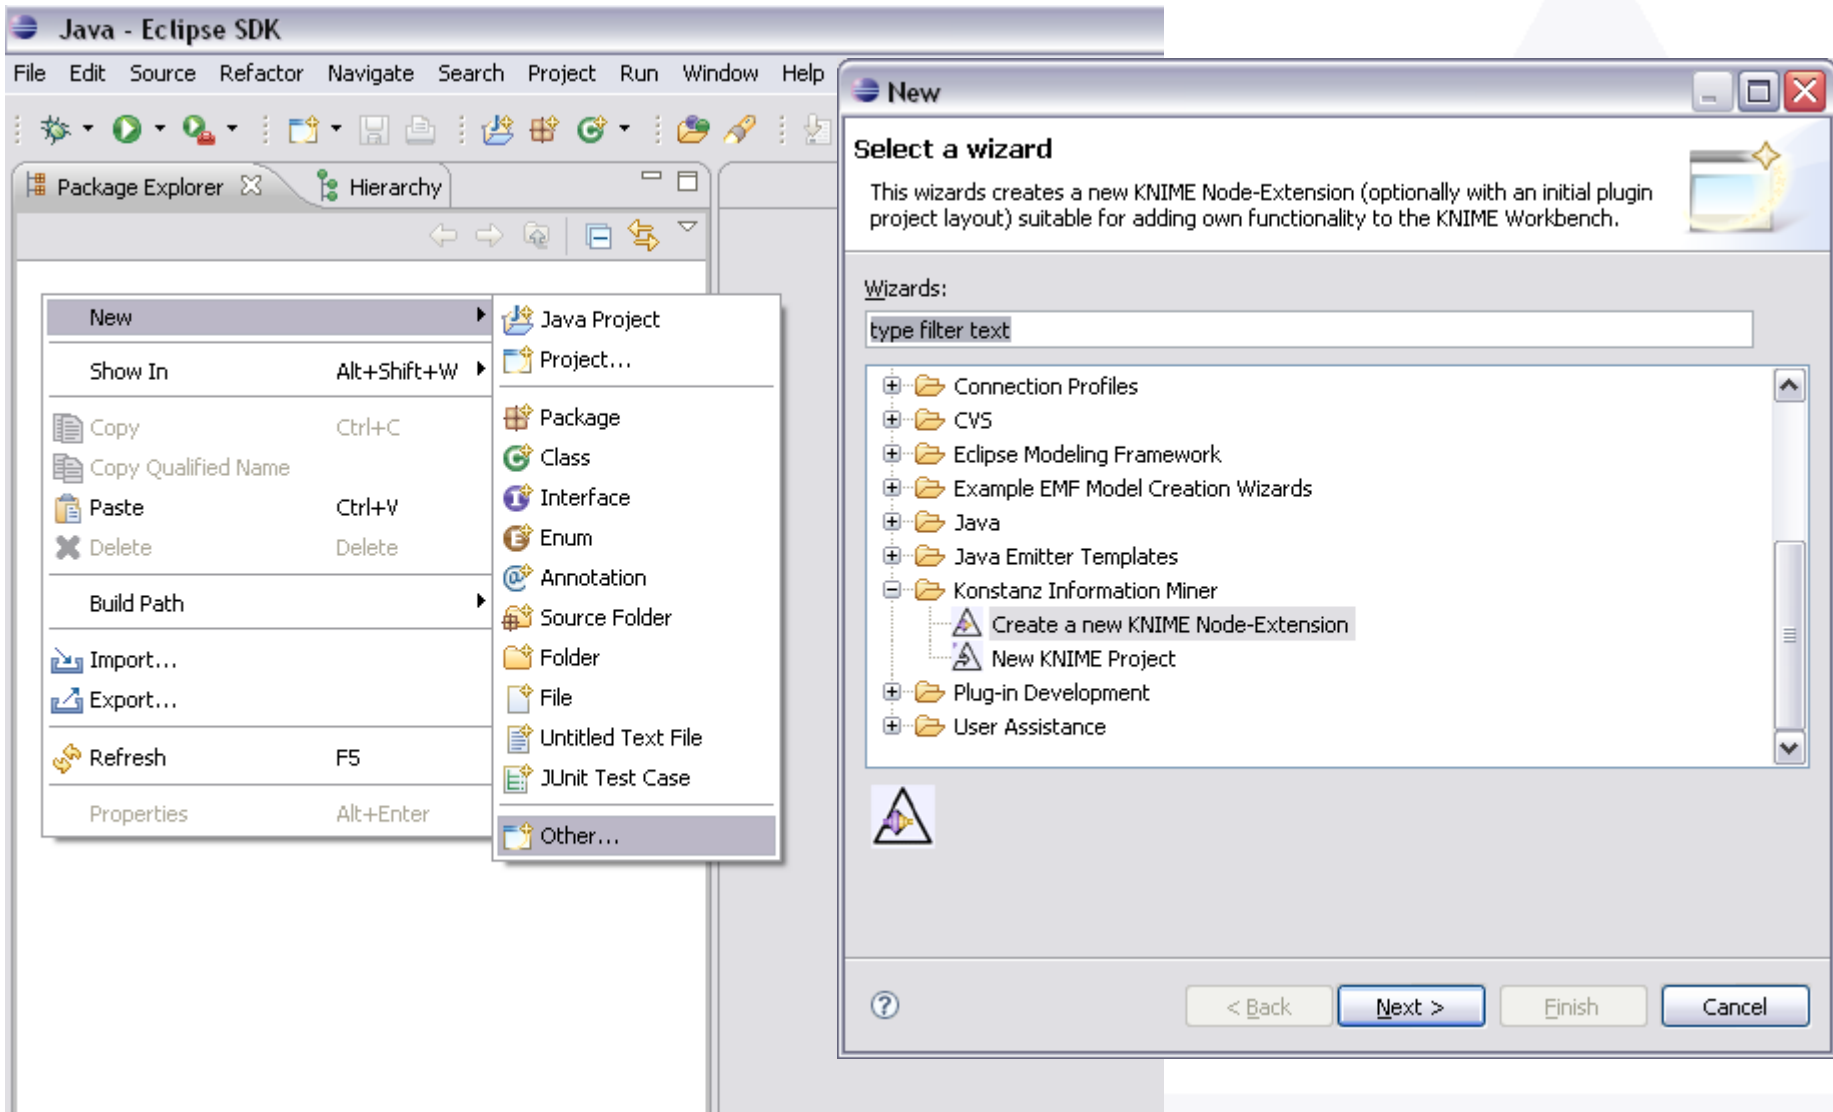 Java - Eclipse SDK
File Edit Source Refactor Navigate Search Project Run Window Help
Package Explorer Hierarchy
New
Show In Alt+Shift+W
Copy Ctrl+C
Copy Qualified Name
Paste Ctrl+V
Delete Delete
Build Path
Import...
Export...
Refresh F5
Properties Alt+Enter
Java Project
Project...
Package
Class
Interface
Enum
Annotation
Source Folder
Folder
File
Untitled Text File
JUnit Test Case
Other...
New
Select a wizard
This wizards creates a new KNIME Node-Extension (optionally with an initial plugin
project layout) suitable for adding own functionality to the KNIME Workbench.
Wizards:
type filter text
Connection Profiles
CVS
Eclipse Modeling Framework
Example EMF Model Creation Wizards
Java
Java Emitter Templates
Konstanz Information Miner
Create a new KNIME Node-Extension
New KNIME Project
Plug-in Development
User Assistance
< Back Next > Finish Cancel